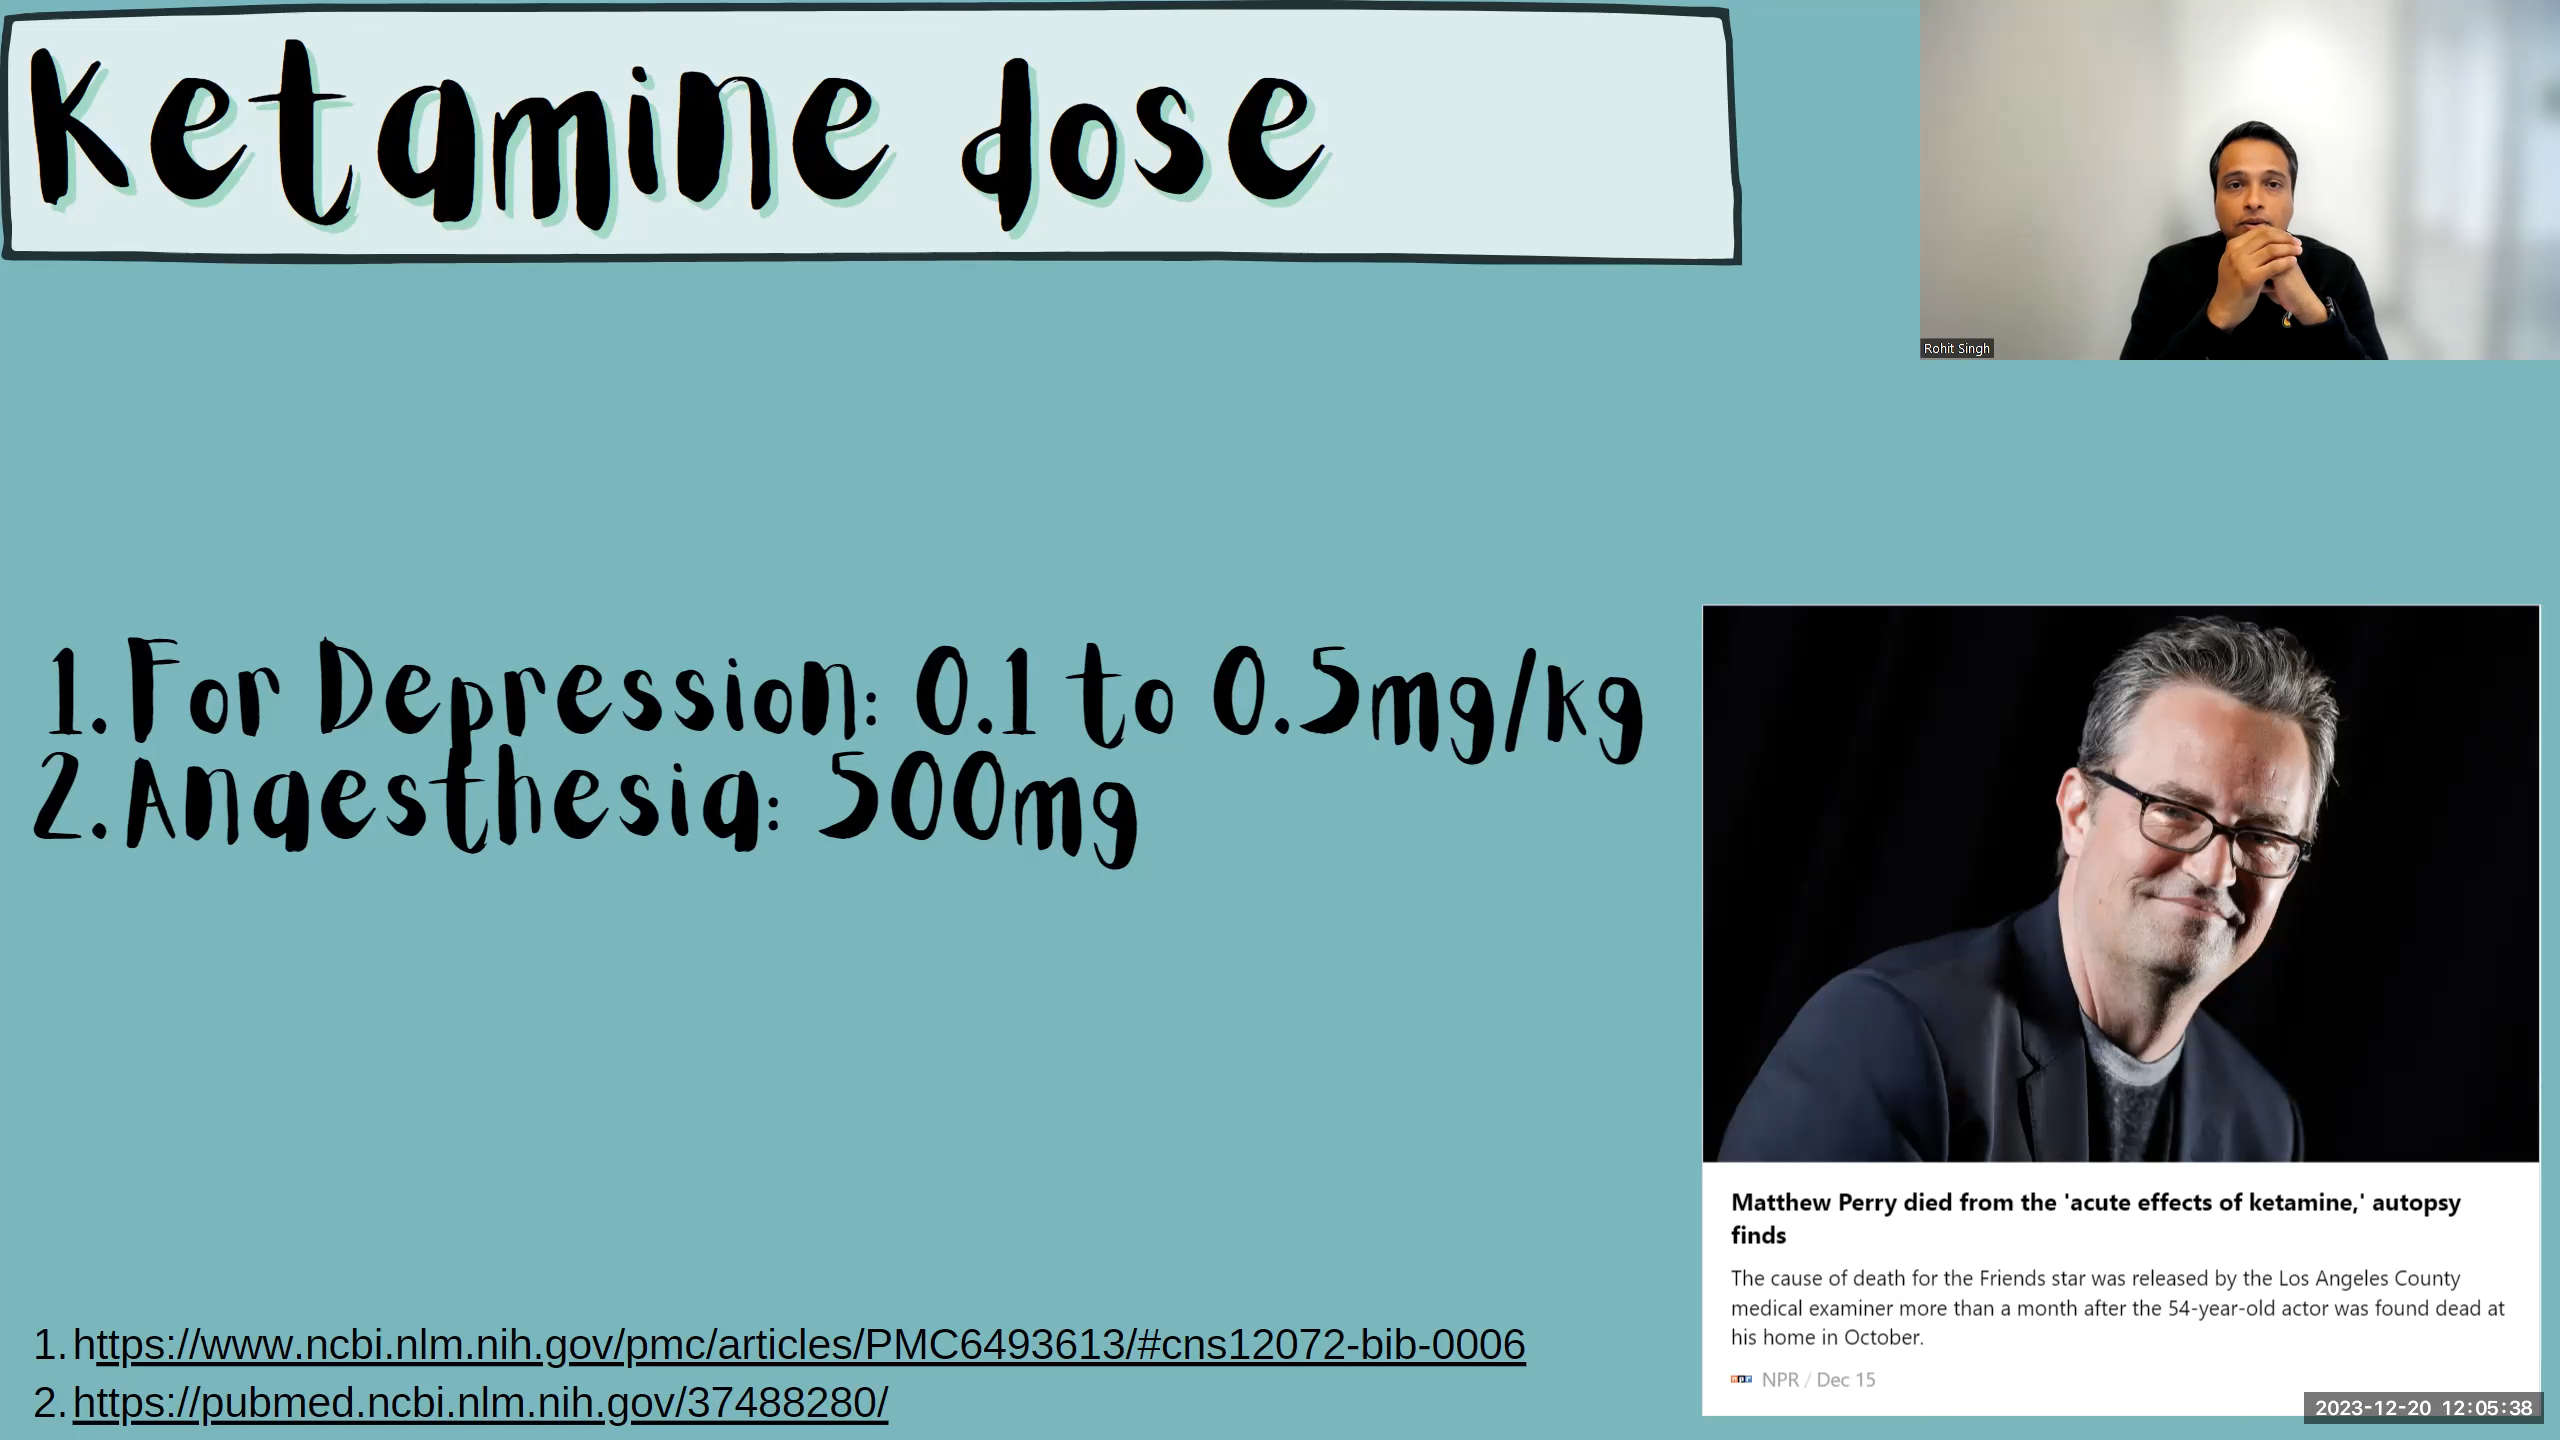 Ketamine dose
Rohit Singh
1. For Depression: 0.1 to 0.5mg/kg
2. Anaesthesia: 500mg
Matthew Perry died from the 'acute effects of ketamine,' autopsy
finds
The cause of death for the Friends star was released by the Los Angeles County
medical examiner more than a month after the 54-year-old actor was found dead at
his home in October.
npr NPR / Dec 15
1. https://www.ncbi.nlm.nih.gov/pmc/articles/PMC6493613/#cns12072-bib-0006
2. https://pubmed.ncbi.nlm.nih.gov/37488280/
2023-12-20 12:05:38